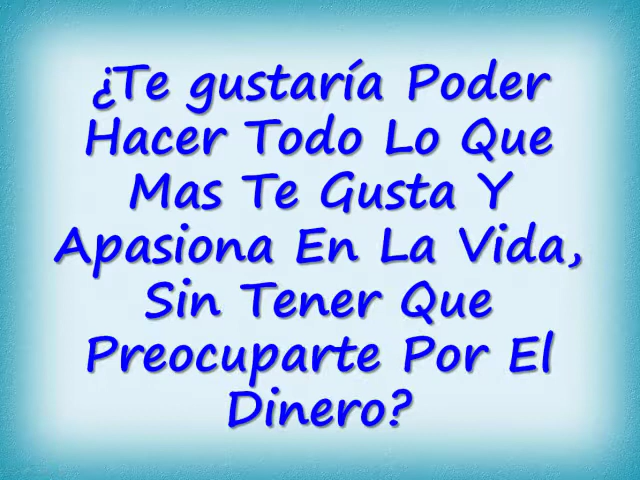 ¿Te gustaría Poder
Hacer Todo Lo Que
Mas Te Gusta Y
Apasiona En La Vida,
Sin Tener Que
Preocuparte Por El
Dinero?